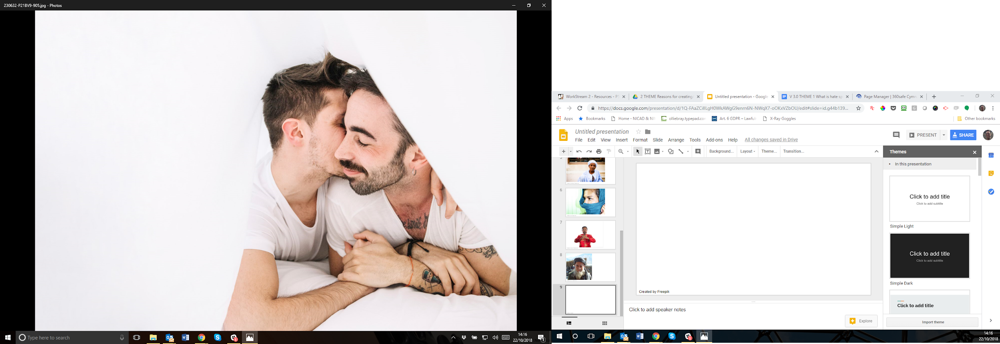 230632-P21BV9-905.jpg - Photos
Type here to search
14:16
22/10/2018
1
WorkStream 2 - Resources - P
2 THEME Reasons for creating
Untitled presentation - Google
V 3.0 THEME 1 What is hate sp
Page Manager | 360safe Cymr
https://docs.google.com/presentation/d/1Q-FAaZCiIlLgH0WkAWgG9enrn6N-NWqX7-oOKxVZbOU/edit#slide=id.g44b139...
Apps
Bookmarks
Home - NICAD & NI
olliebray.typepad.com
Art. 6 GDPR – Lawful
X-Ray Goggles
Other bookmarks
Untitled presentation
File Edit View Insert Format Slide Arrange Tools Add-ons Help All changes saved in Drive
PRESENT
SHARE
Background... Layout Theme... Transition...
Themes
In this presentation
6
7
8
9
Created by Freepik
Click to add speaker notes
Explore
Click to add title
Click to add subtitle
Simple Light
Click to add title
Click to add subtitle
Simple Dark
Click to add title
Import theme
14:16
22/10/2018